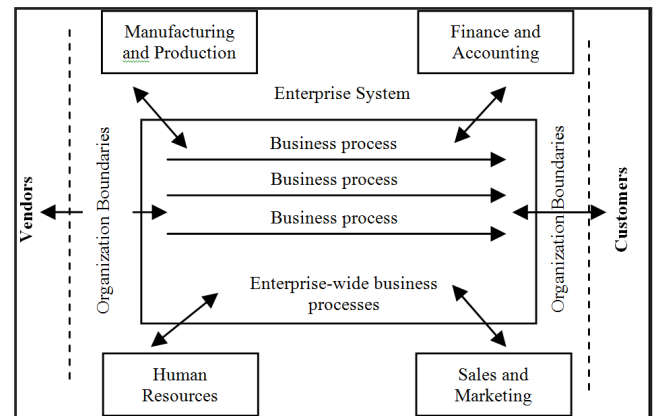 Manufacturing
and Production
Finance and
Accounting
Enterprise System
Business process
Business process
Business process
Enterprise-wide business
processes
Vendors
Organization Boundaries
Organization Boundaries
Customers
Human
Resources
Sales and
Marketing